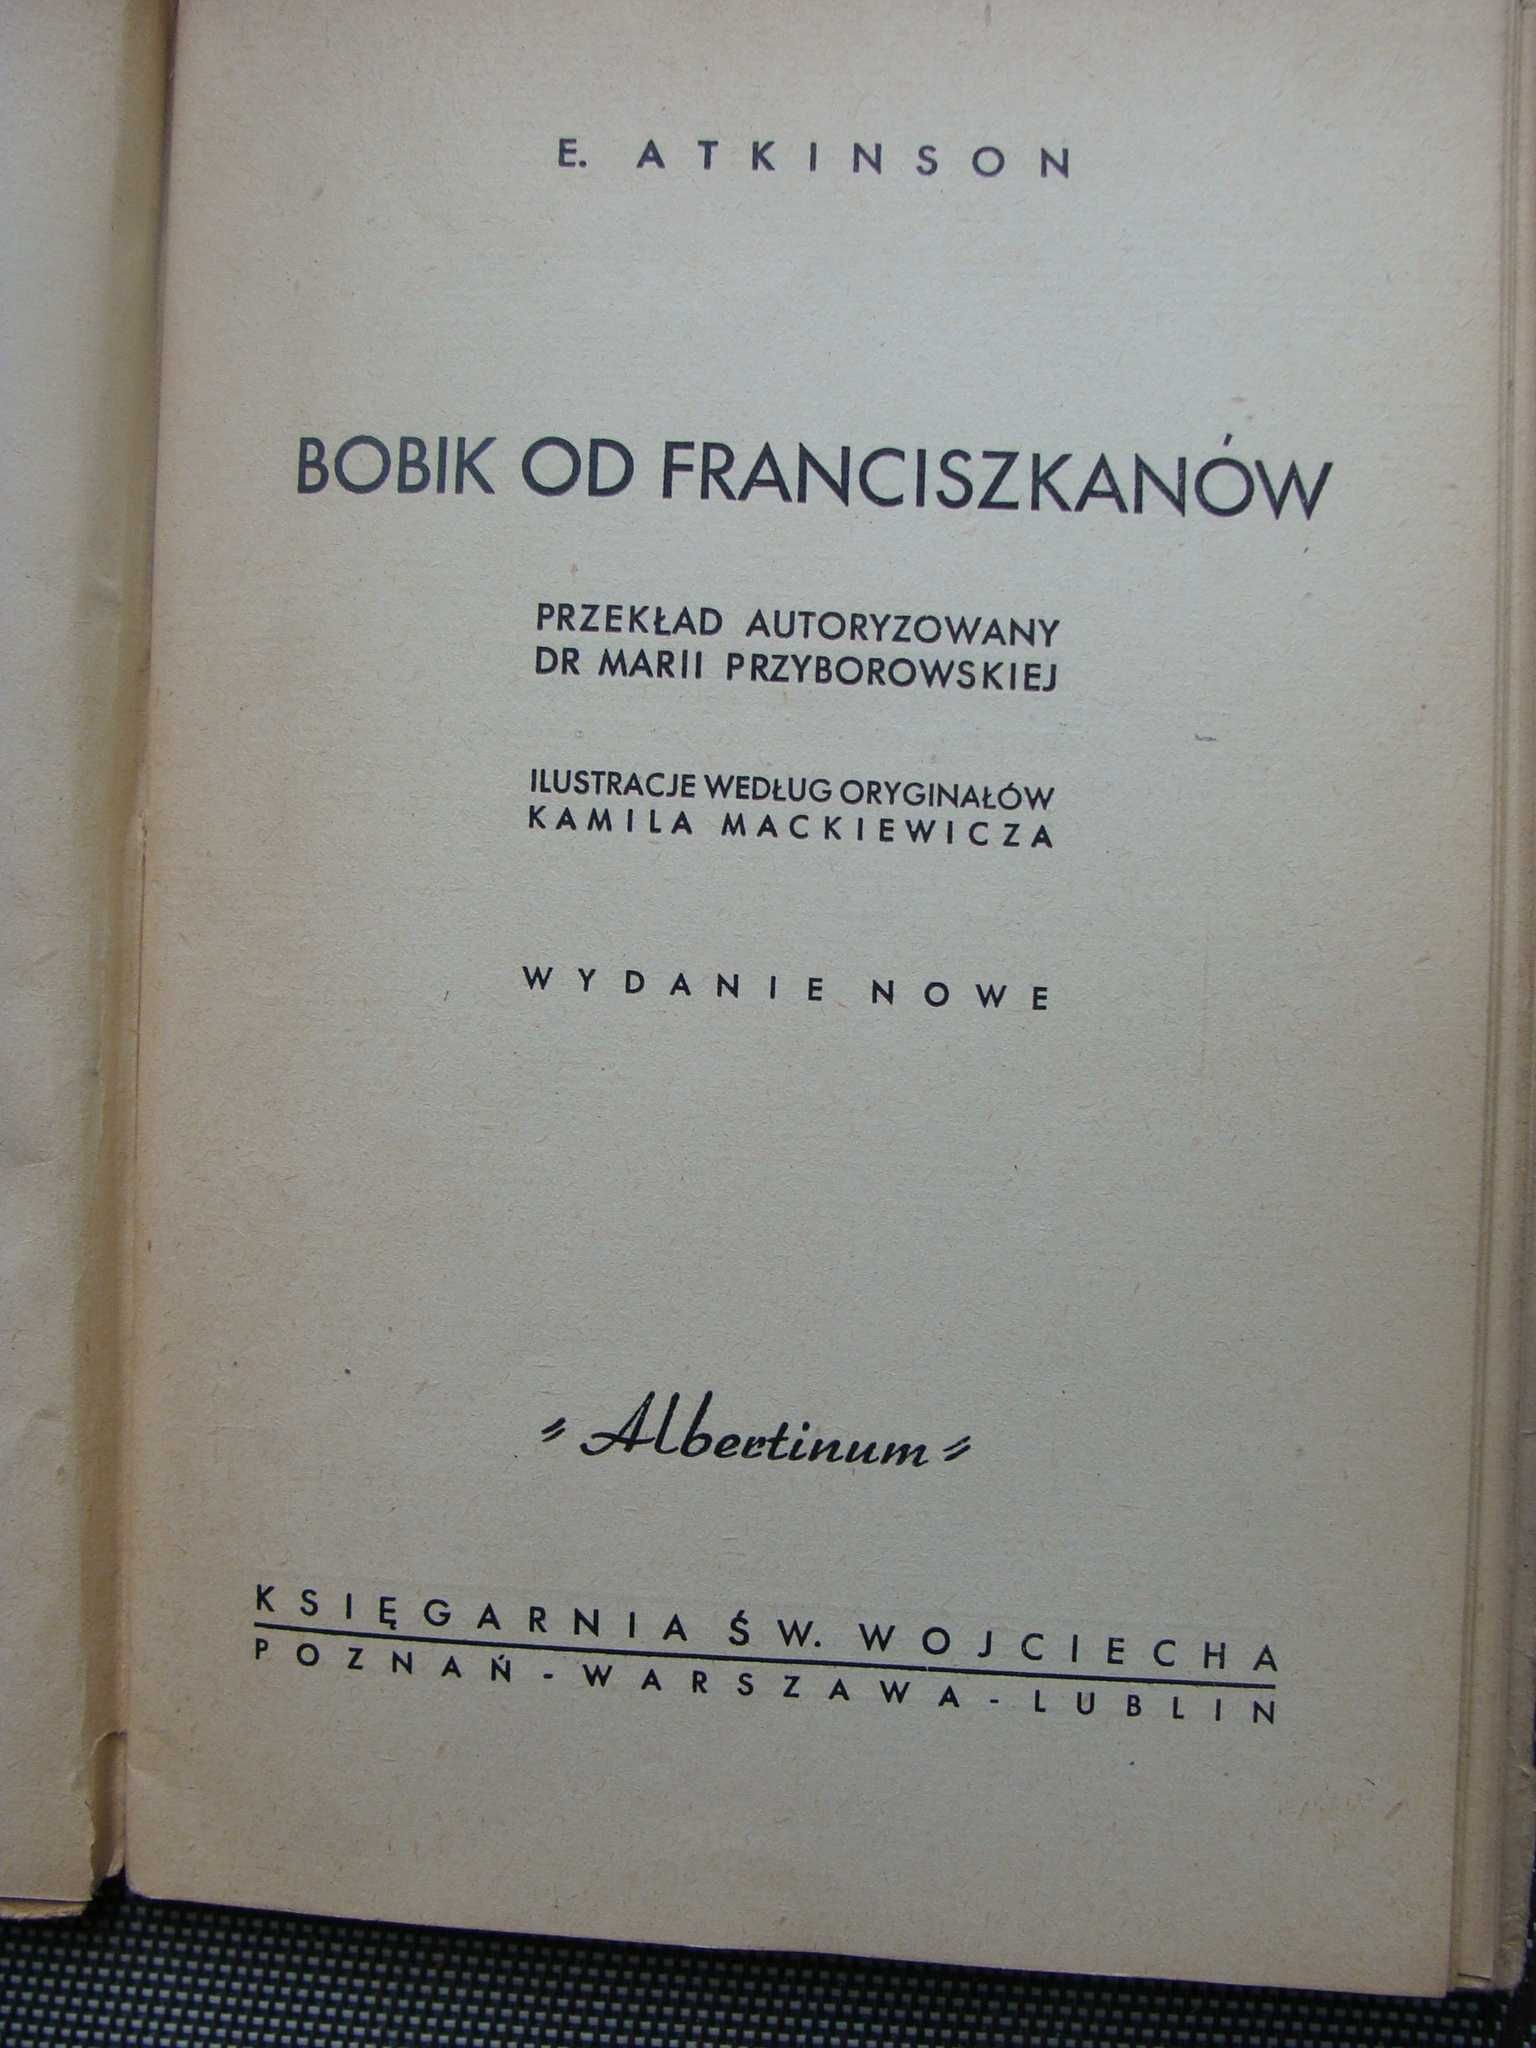 E. ATKINSON
BOBIK OD FRANCISZKANÓW
PRZEKŁAD AUTORYZOWANY
DR MARII PRZYBOROWSKIEJ
ILUSTRACJE WEDŁUG ORYGINAŁÓW
KAMILA MACKIEWICZA
WYDANIE NOWE
"Albertinum"
KSIĘGARNIA ŚW. WOJCIECHA
POZNAŃ - WARSZAWA - LUBLIN